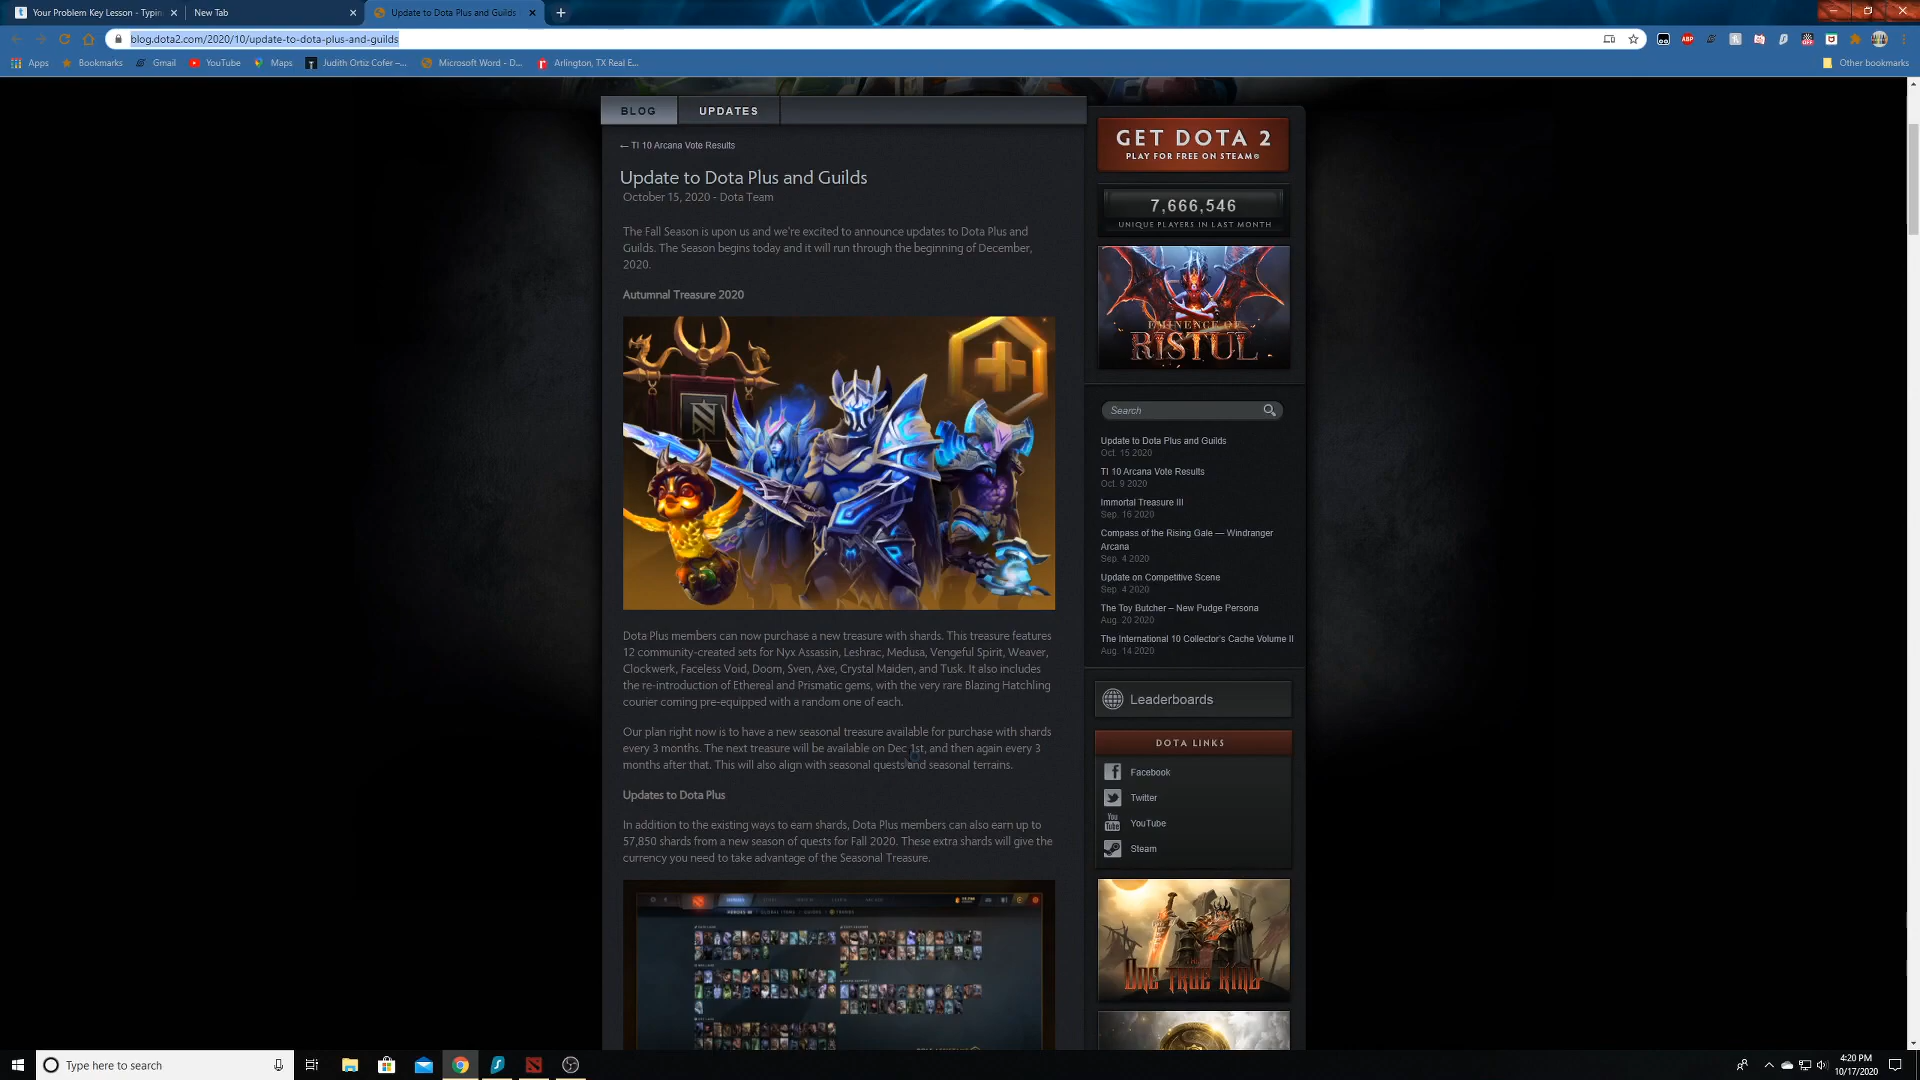 Your Problem Key Lesson - Typin
New Tab
Update to Dota Plus and Guilds
blog.dota2.com/2020/10/update-to-dota-plus-and-guilds
Apps
Bookmarks
Gmail
YouTube
Maps
Judith Ortiz Cofer –...
Microsoft Word - D...
Arlington, TX Real E...
Other bookmarks
BLOG
UPDATES
← TI 10 Arcana Vote Results
Update to Dota Plus and Guilds
October 15, 2020 - Dota Team
The Fall Season is upon us and we're excited to announce updates to Dota Plus and
Guilds. The Season begins today and it will run through the beginning of December,
2020.
Autumnal Treasure 2020
Dota Plus members can now purchase a new treasure with shards. This treasure features
12 community-created sets for Nyx Assassin, Leshrac, Medusa, Vengeful Spirit, Weaver,
Clockwerk, Faceless Void, Doom, Sven, Axe, Crystal Maiden, and Tusk. It also includes
the re-introduction of Ethereal and Prismatic gems, with the very rare Blazing Hatchling
courier coming pre-equipped with a random one of each.
Our plan right now is to have a new seasonal treasure available for purchase with shards
every 3 months. The next treasure will be available on Dec 1st, and then again every 3
months after that. This will also align with seasonal quests and seasonal terrains.
Updates to Dota Plus
In addition to the existing ways to earn shards, Dota Plus members can also earn up to
57,850 shards from a new season of quests for Fall 2020. These extra shards will give the
currency you need to take advantage of the Seasonal Treasure.
GET DOTA 2
PLAY FOR FREE ON STEAM®
7,666,546
UNIQUE PLAYERS IN LAST MONTH
EMINENCE OF
RISTUL
Search
Update to Dota Plus and Guilds
Oct. 15 2020
TI 10 Arcana Vote Results
Oct. 9 2020
Immortal Treasure III
Sep. 16 2020
Compass of the Rising Gale — Windranger
Arcana
Sep. 4 2020
Update on Competitive Scene
Sep. 4 2020
The Toy Butcher – New Pudge Persona
Aug. 20 2020
The International 10 Collector's Cache Volume II
Aug. 14 2020
Leaderboards
DOTA LINKS
Facebook
Twitter
YouTube
Steam
THE
ONE TRUE KING
Type here to search
4:20 PM
10/17/2020